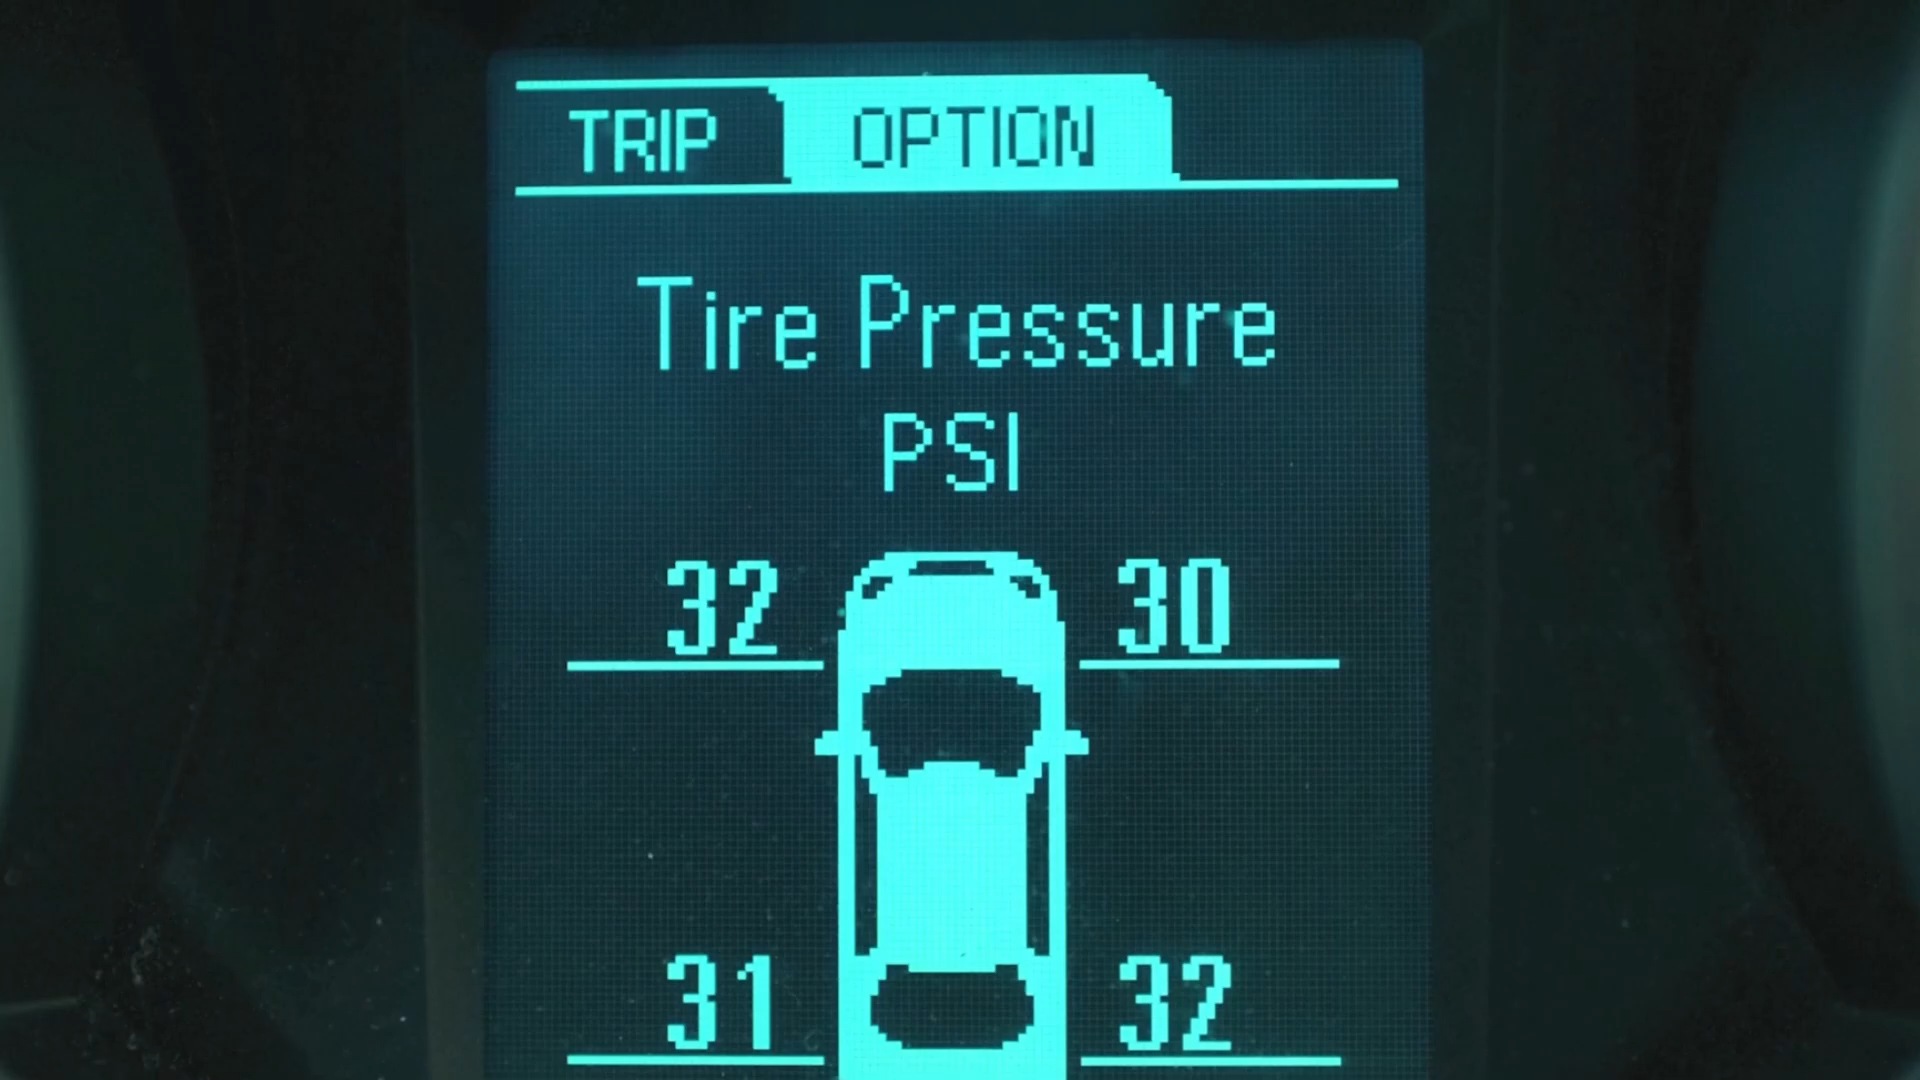 TRIP OPTION
Tire Pressure
PSI
32 30
31 32